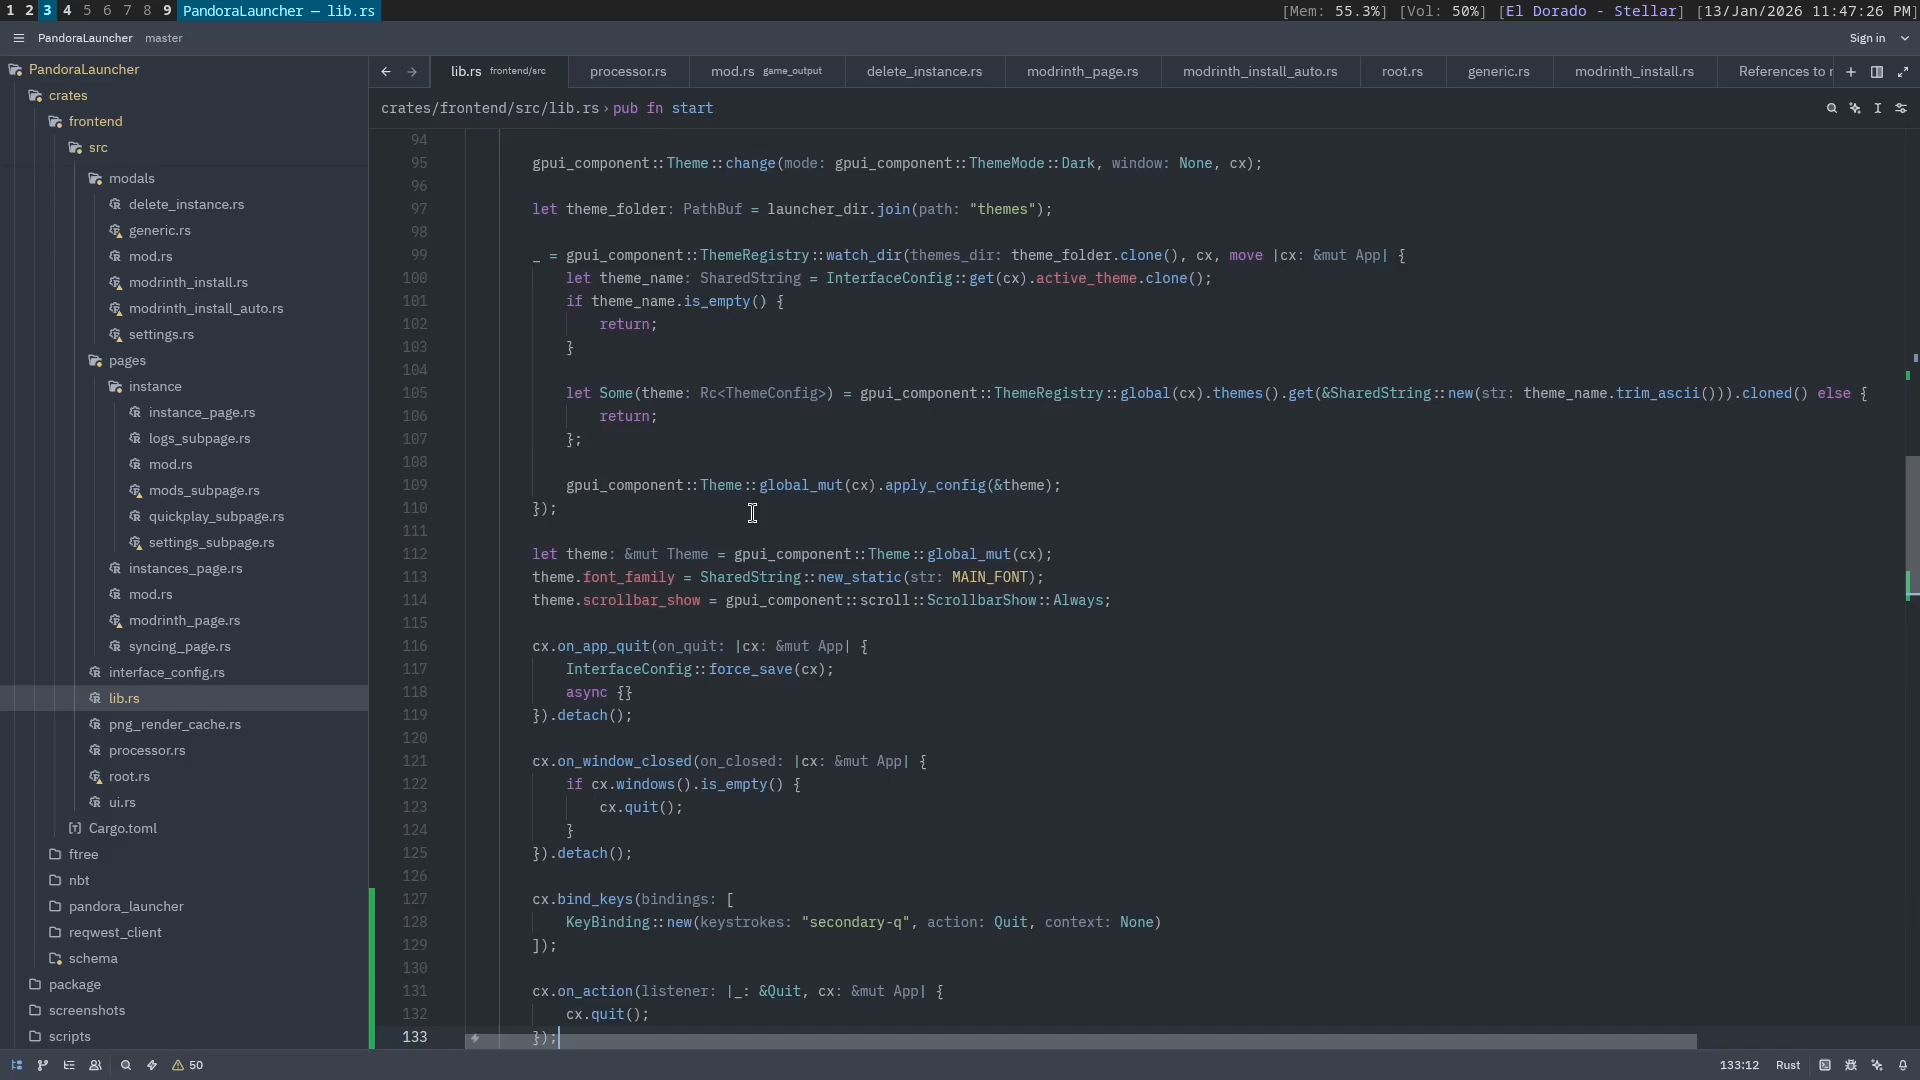 1 2 3 4 5 6 7 8 9 PandoraLauncher — lib.rs [Mem: 55.3%] [Vol: 50%] [El Dorado - Stellar] [13/Jan/2026 11:47:26 PM]
PandoraLauncher master Sign in
PandoraLauncher
crates
frontend
src
modals
delete_instance.rs
generic.rs
mod.rs
modrinth_install.rs
modrinth_install_auto.rs
settings.rs
pages
instance
instance_page.rs
logs_subpage.rs
mod.rs
mods_subpage.rs
quickplay_subpage.rs
settings_subpage.rs
instances_page.rs
mod.rs
modrinth_page.rs
syncing_page.rs
interface_config.rs
lib.rs
png_render_cache.rs
processor.rs
root.rs
ui.rs
Cargo.toml
ftree
nbt
pandora_launcher
reqwest_client
schema
package
screenshots
scripts
lib.rs frontend/src processor.rs mod.rs game_output delete_instance.rs modrinth_page.rs modrinth_install_auto.rs root.rs generic.rs modrinth_install.rs References to r
crates/frontend/src/lib.rs › pub fn start
94
95 gpui_component::Theme::change(mode: gpui_component::ThemeMode::Dark, window: None, cx);
96
97 let theme_folder: PathBuf = launcher_dir.join(path: "themes");
98
99 _ = gpui_component::ThemeRegistry::watch_dir(themes_dir: theme_folder.clone(), cx, move |cx: &mut App| {
100 let theme_name: SharedString = InterfaceConfig::get(cx).active_theme.clone();
101 if theme_name.is_empty() {
102 return;
103 }
104
105 let Some(theme: Rc<ThemeConfig>) = gpui_component::ThemeRegistry::global(cx).themes().get(&SharedString::new(str: theme_name.trim_ascii())).cloned() else {
106 return;
107 };
108
109 gpui_component::Theme::global_mut(cx).apply_config(&theme);
110 });
111
112 let theme: &mut Theme = gpui_component::Theme::global_mut(cx);
113 theme.font_family = SharedString::new_static(str: MAIN_FONT);
114 theme.scrollbar_show = gpui_component::scroll::ScrollbarShow::Always;
115
116 cx.on_app_quit(on_quit: |cx: &mut App| {
117 InterfaceConfig::force_save(cx);
118 async {}
119 }).detach();
120
121 cx.on_window_closed(on_closed: |cx: &mut App| {
122 if cx.windows().is_empty() {
123 cx.quit();
124 }
125 }).detach();
126
127 cx.bind_keys(bindings: [
128 KeyBinding::new(keystrokes: "secondary-q", action: Quit, context: None)
129 ]);
130
131 cx.on_action(listener: |_: &Quit, cx: &mut App| {
132 cx.quit();
133 });
50 133:12 Rust